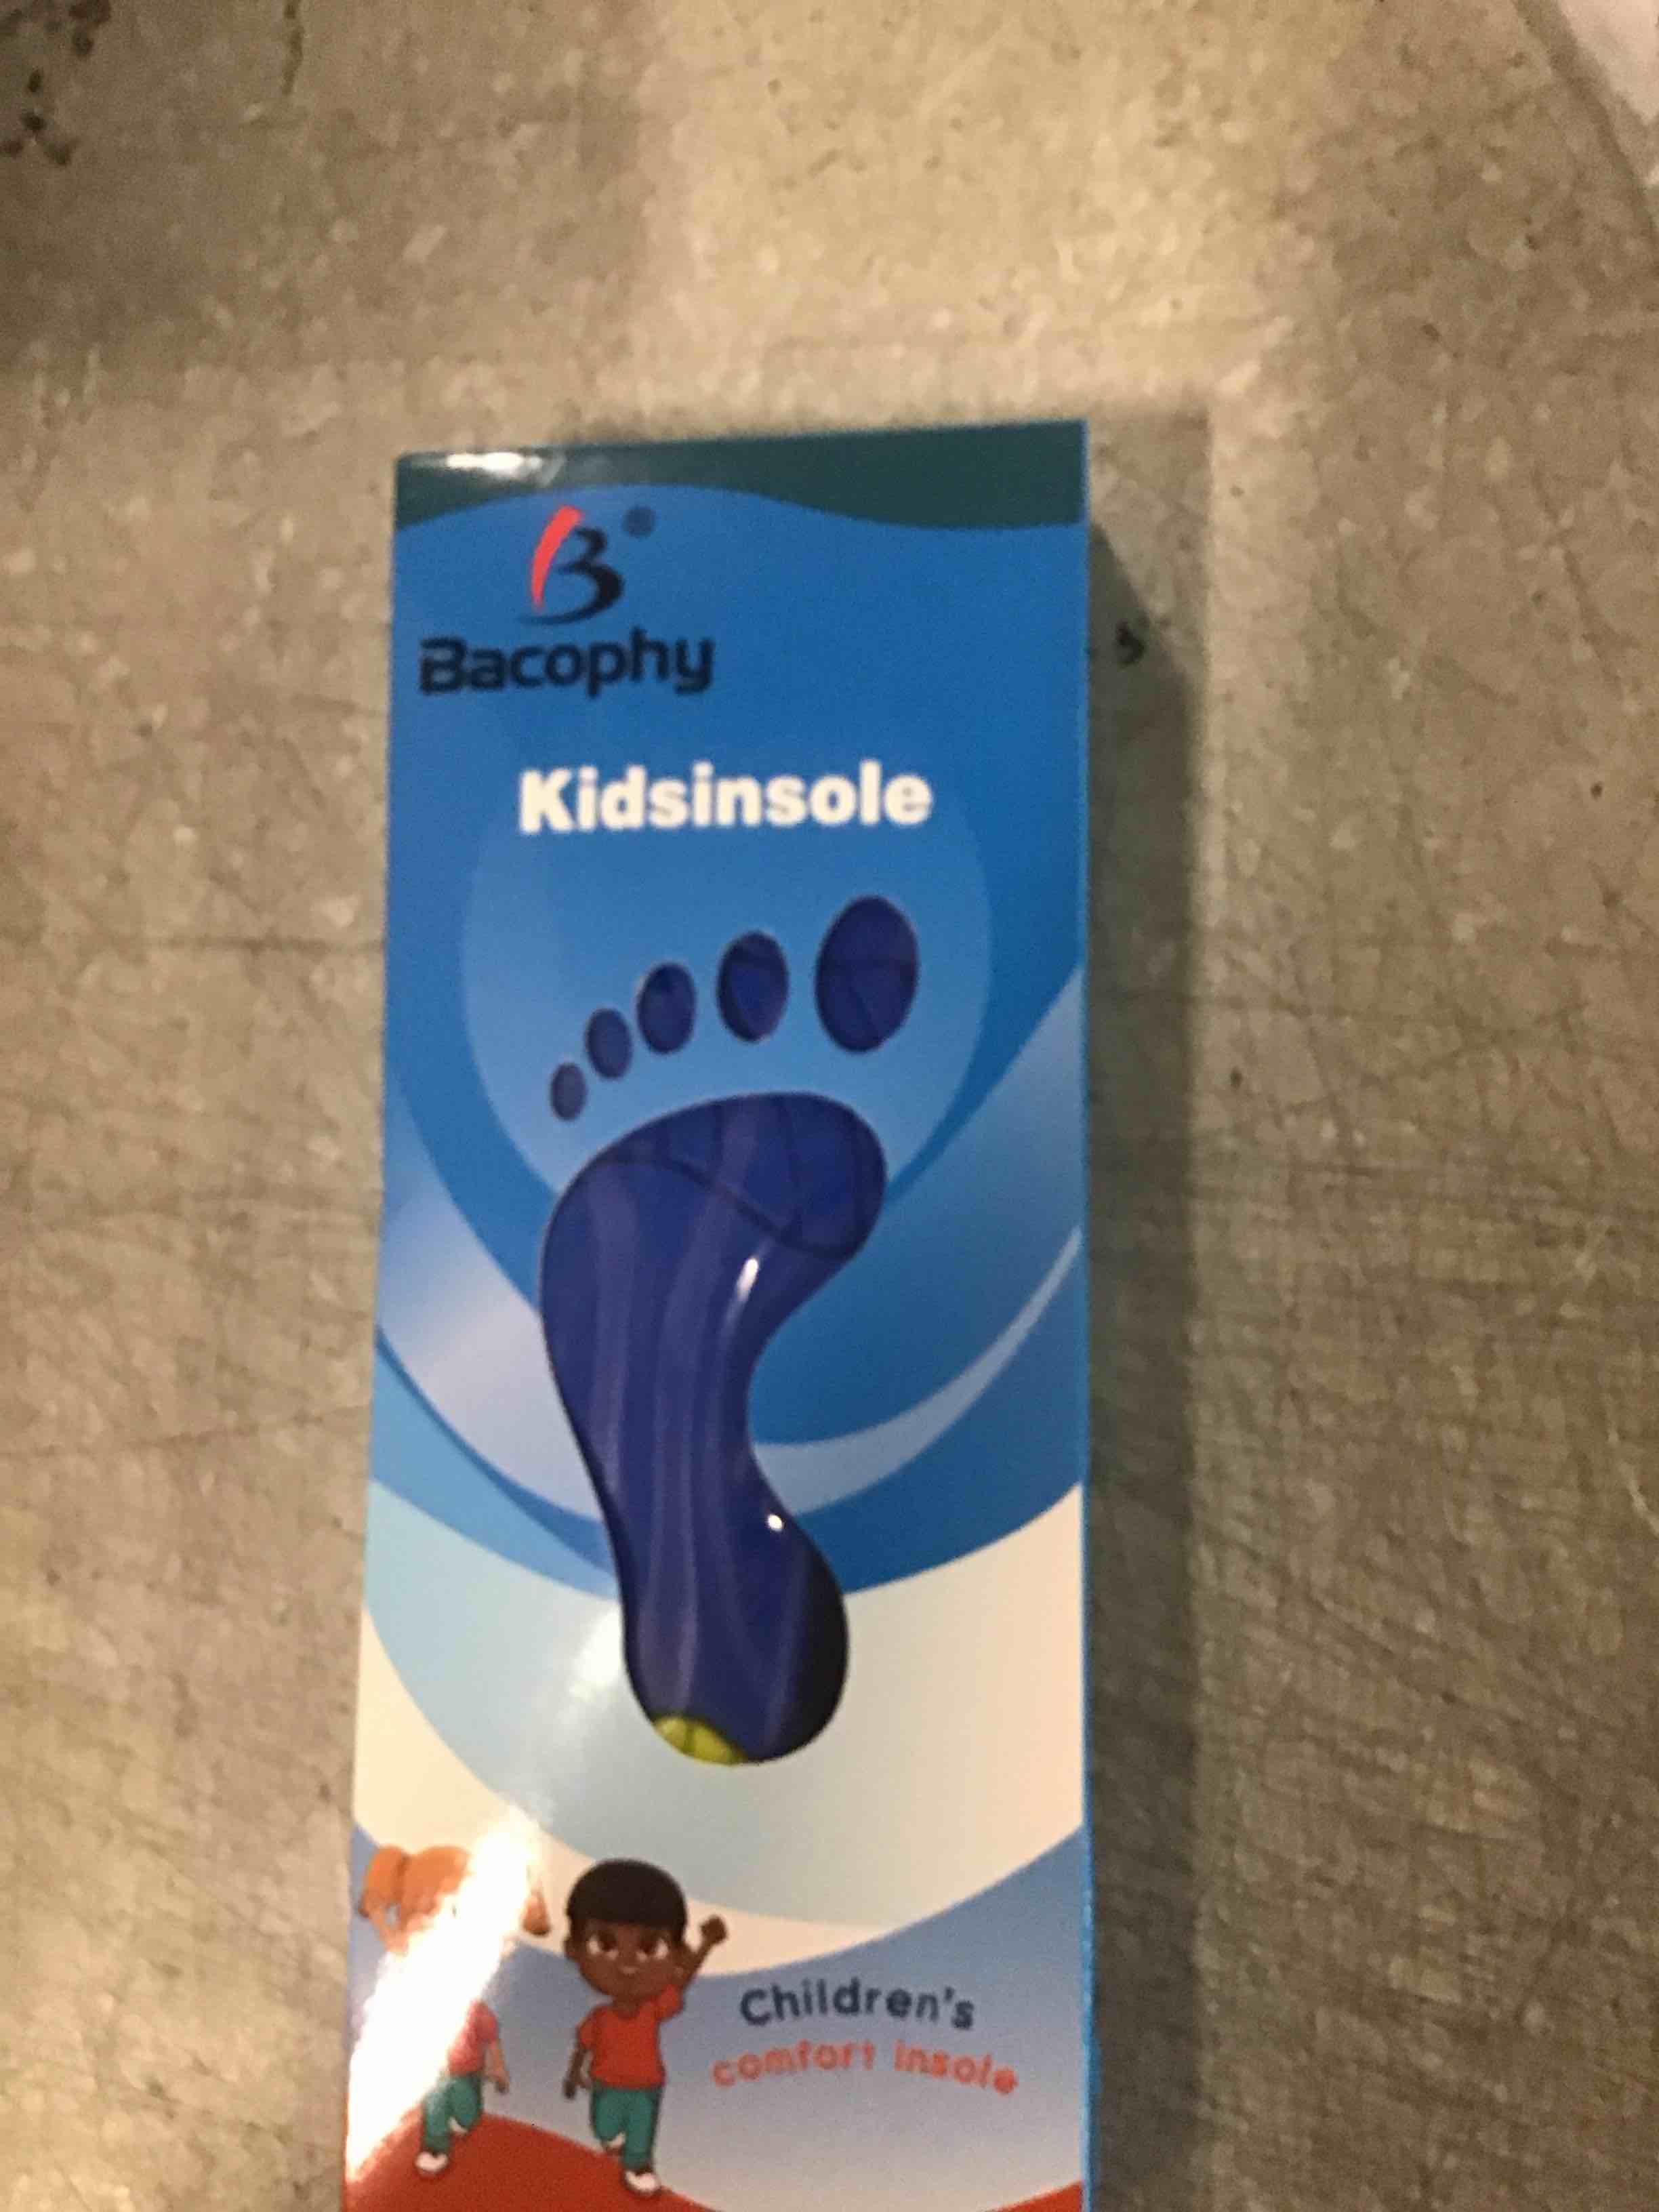 B®
Bacophy
Kidsinsole
Children's
comfort insole